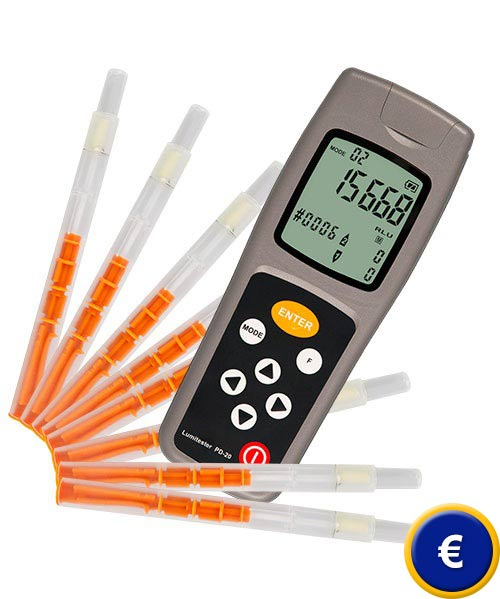 MODE 02
15668
RLU
#0006 M 0
0
ENTER
MODE
F
Lumitester PD-20
€